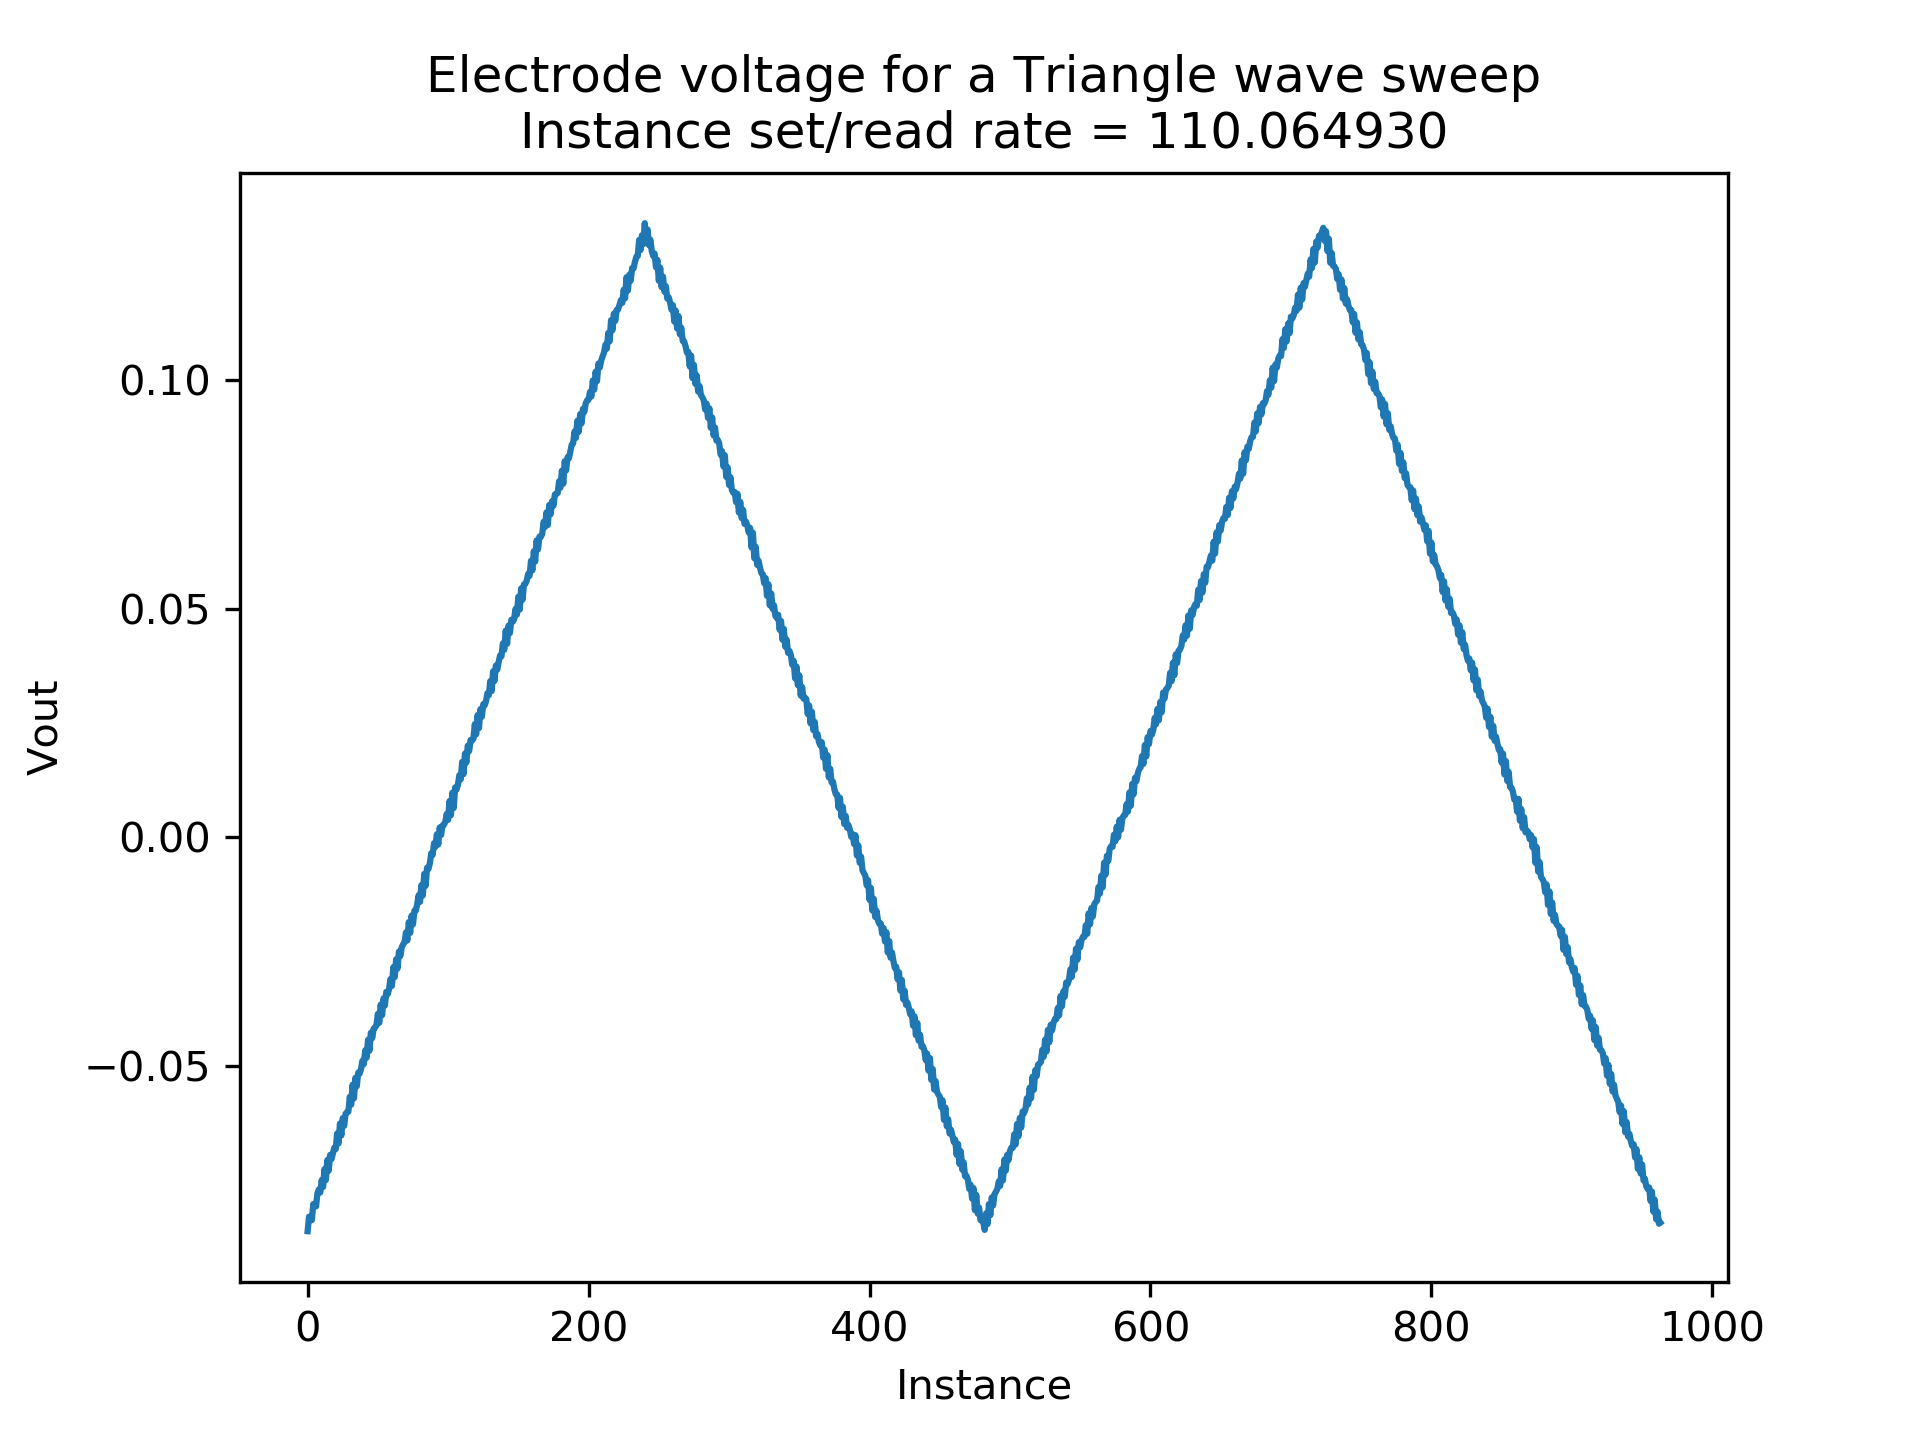 Electrode voltage for a Triangle wave sweep
Instance set/read rate = 110.064930
0.10
0.05
0.00
−0.05
Vout
0 200 400 600 800 1000
Instance